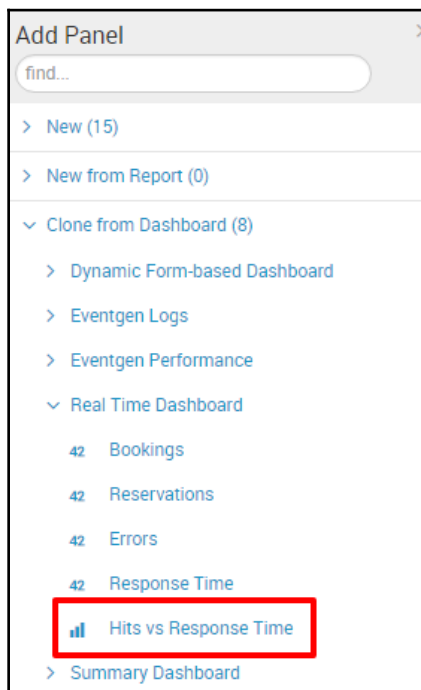 Add Panel
find...
New (15)
New from Report (0)
Clone from Dashboard (8)
Dynamic Form-based Dashboard
Eventgen Logs
Eventgen Performance
Real Time Dashboard
42 Bookings
42 Reservations
42 Errors
42 Response Time
Hits vs Response Time
Summary Dashboard